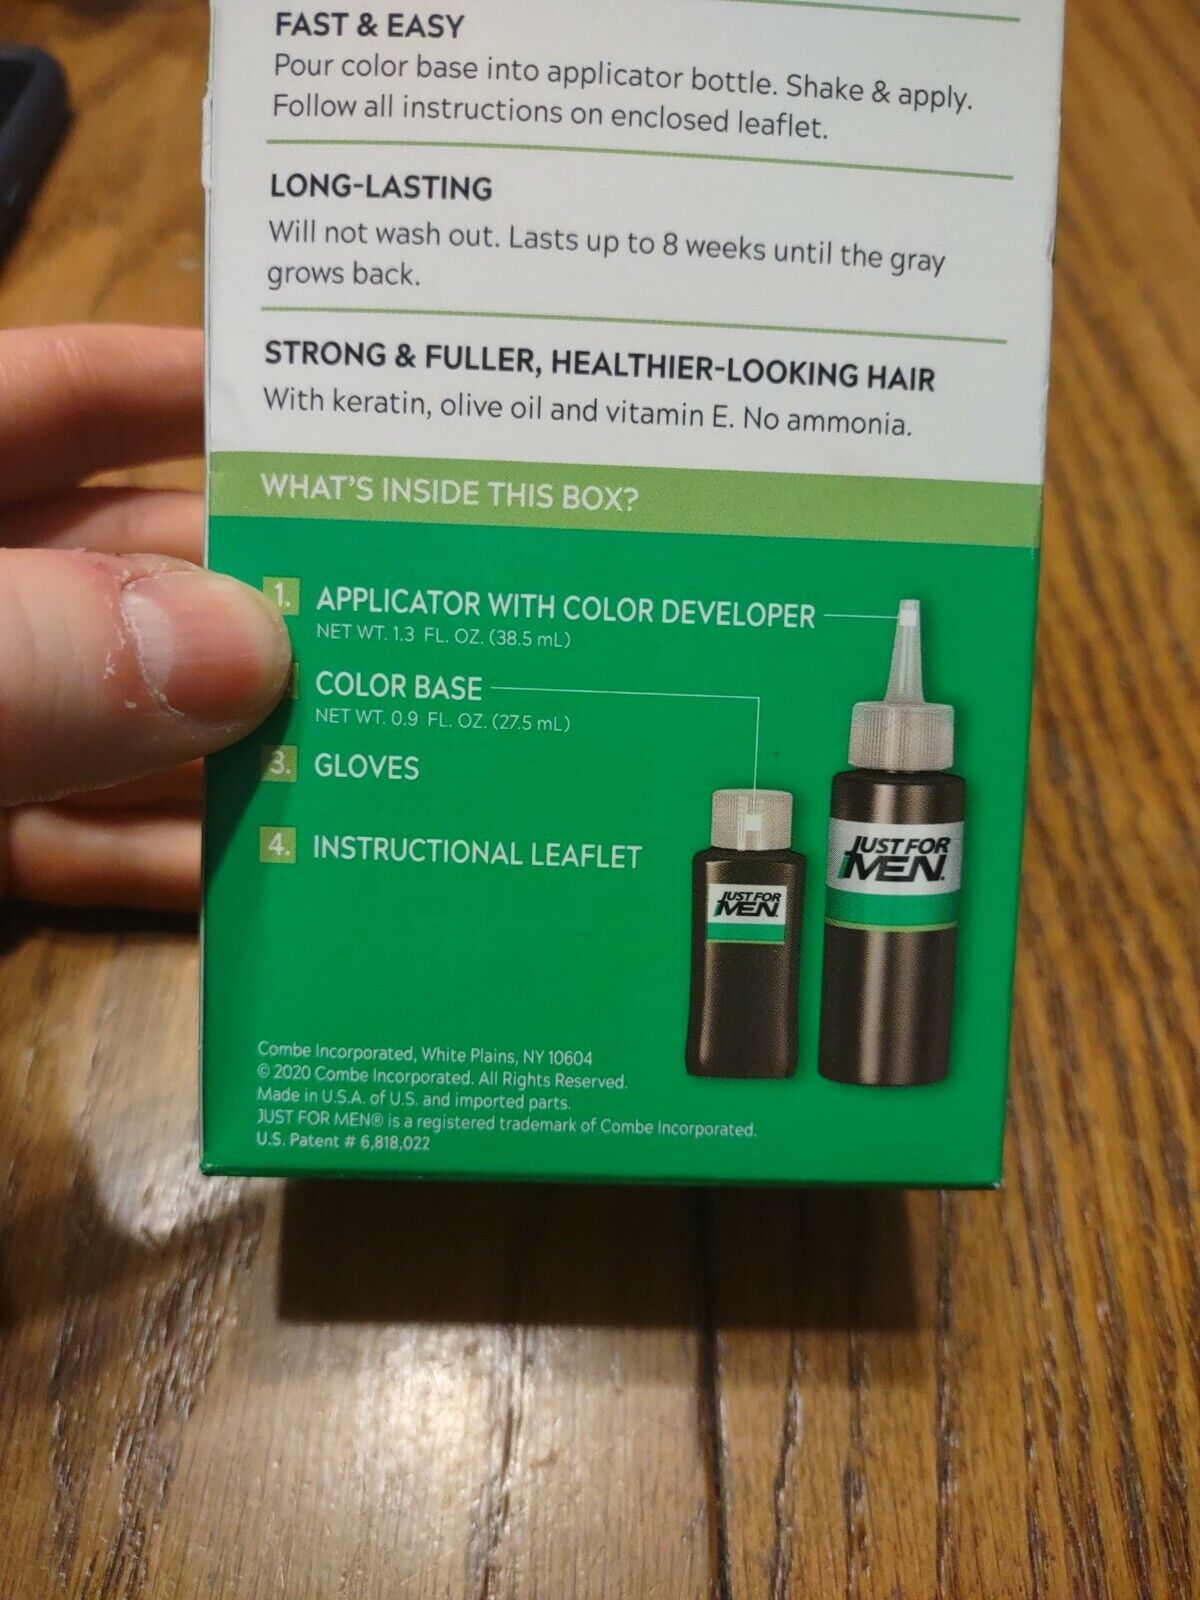 FAST & EASY
Pour color base into applicator bottle. Shake & apply.
Follow all instructions on enclosed leaflet.
LONG-LASTING
Will not wash out. Lasts up to 8 weeks until the gray
grows back.
STRONG & FULLER, HEALTHIER-LOOKING HAIR
With keratin, olive oil and vitamin E. No ammonia.
WHAT'S INSIDE THIS BOX?
1. APPLICATOR WITH COLOR DEVELOPER
NET WT. 1.3 FL. OZ. (38.5 mL)
COLOR BASE
NET WT. 0.9 FL. OZ. (27.5 mL)
3. GLOVES
4. INSTRUCTIONAL LEAFLET
JUST FOR
MEN®
JUST FOR
MEN
Combe Incorporated, White Plains, NY 10604
© 2020 Combe Incorporated. All Rights Reserved.
Made in U.S.A. of U.S. and imported parts.
JUST FOR MEN® is a registered trademark of Combe Incorporated.
U.S. Patent # 6,818,022